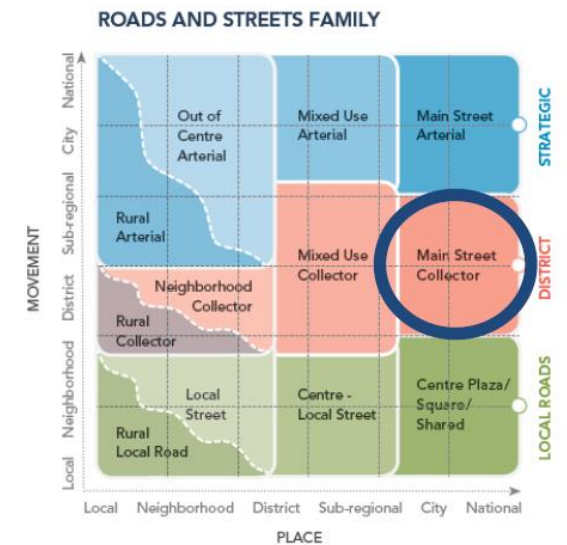 ROADS AND STREETS FAMILY
MOVEMENT
National
City
Sub-regional
District
Neighborhood
Local
Out of
Centre
Arterial
Mixed Use
Arterial
Main Street
Arterial
STRATEGIC
Rural
Arterial
Neighborhood
Collector
Mixed Use
Collector
Main Street
Collector
DISTRICT
Rural
Collector
Local
Street
Centre -
Local Street
Centre Plaza/
Square/
Shared
LOCAL ROADS
Rural
Local Road
Local Neighborhood District Sub-regional City National
PLACE